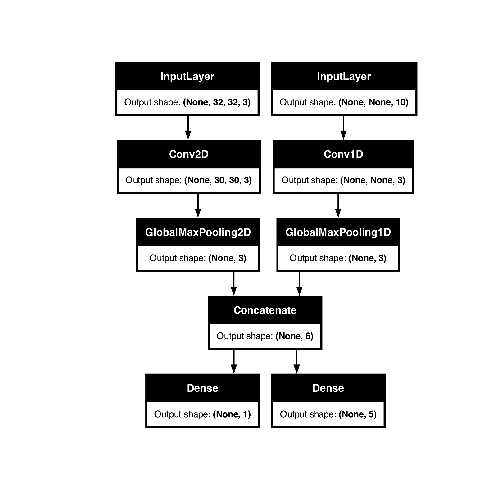 InputLayer
Output shape: (None, 32, 32, 3)
InputLayer
Output shape: (None, None, 10)
Conv2D
Output shape: (None, 30, 30, 3)
Conv1D
Output shape: (None, None, 3)
GlobalMaxPooling2D
Output shape: (None, 3)
GlobalMaxPooling1D
Output shape: (None, 3)
Concatenate
Output shape: (None, 6)
Dense
Output shape: (None, 1)
Dense
Output shape: (None, 5)